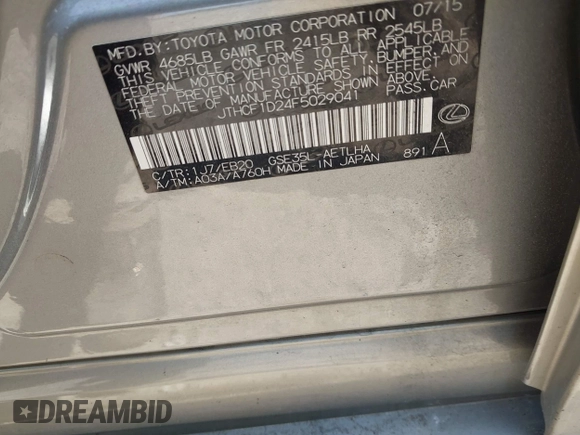 MFD. BY: TOYOTA MOTOR CORPORATION 07/15
GVWR 4685LB GAWR FR 2415LB RR 2545LB
THIS VEHICLE CONFORMS TO ALL APPLICABLE
FEDERAL MOTOR VEHICLE SAFETY, BUMPER, AND
THEFT PREVENTION STANDARDS IN EFFECT ON
THE DATE OF MANUFACTURE SHOWN ABOVE.
JTHCF1D24F5029041 PASS. CAR
C/TR: 1J7/EB20 GSE35L-AETLHA
A/TM: A03A/A760H MADE IN JAPAN 891 A
DREAMBID